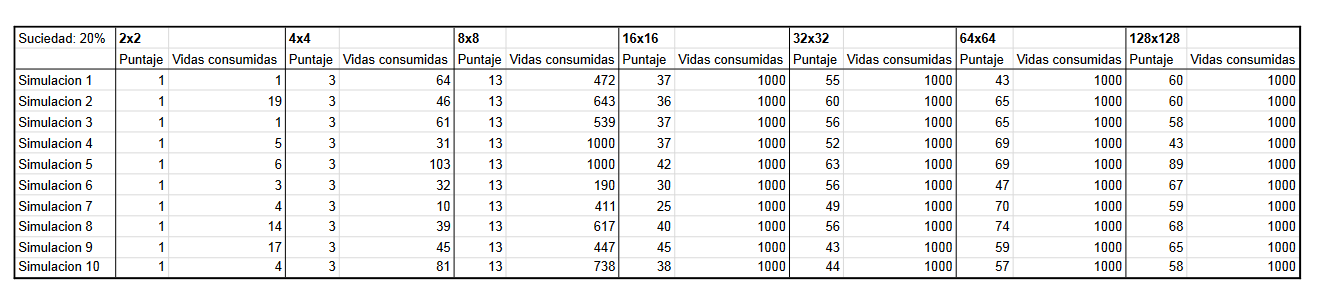 Suciedad: 20% 2x2 4x4 8x8 16x16 32x32 64x64 128x128
Puntaje Vidas consumidas Puntaje Vidas consumidas Puntaje Vidas consumidas Puntaje Vidas consumidas Puntaje Vidas consumidas Puntaje Vidas consumidas Puntaje Vidas consumidas
Simulacion 1 1 1 3 64 13 472 37 1000 55 1000 43 1000 60 1000
Simulacion 2 1 19 3 46 13 643 36 1000 60 1000 65 1000 60 1000
Simulacion 3 1 1 3 61 13 539 37 1000 56 1000 65 1000 58 1000
Simulacion 4 1 5 3 31 13 1000 37 1000 52 1000 69 1000 43 1000
Simulacion 5 1 6 3 103 13 1000 42 1000 63 1000 69 1000 89 1000
Simulacion 6 1 3 3 32 13 190 30 1000 56 1000 47 1000 67 1000
Simulacion 7 1 4 3 10 13 411 25 1000 49 1000 70 1000 59 1000
Simulacion 8 1 14 3 39 13 617 40 1000 56 1000 74 1000 68 1000
Simulacion 9 1 17 3 45 13 447 45 1000 43 1000 59 1000 65 1000
Simulacion 10 1 4 3 81 13 738 38 1000 44 1000 57 1000 58 1000